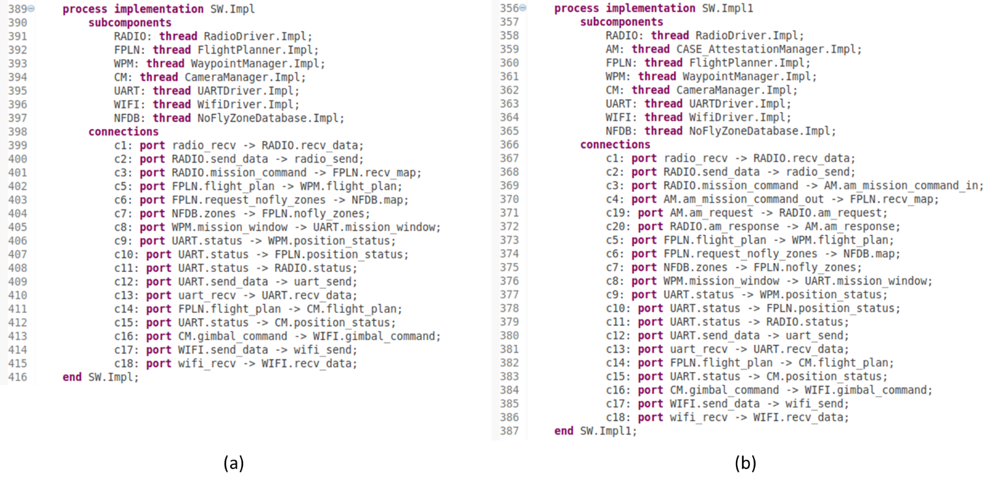 389 process implementation SW.Impl
390 subcomponents
391 RADIO: thread RadioDriver.Impl;
392 FPLN: thread FlightPlanner.Impl;
393 WPM: thread WaypointManager.Impl;
394 CM: thread CameraManager.Impl;
395 UART: thread UARTDriver.Impl;
396 WIFI: thread WifiDriver.Impl;
397 NFDB: thread NoFlyZoneDatabase.Impl;
398 connections
399 c1: port radio_recv -> RADIO.recv_data;
400 c2: port RADIO.send_data -> radio_send;
401 c3: port RADIO.mission_command -> FPLN.recv_map;
402 c5: port FPLN.flight_plan -> WPM.flight_plan;
403 c6: port FPLN.request_nofly_zones -> NFDB.map;
404 c7: port NFDB.zones -> FPLN.nofly_zones;
405 c8: port WPM.mission_window -> UART.mission_window;
406 c9: port UART.status -> WPM.position_status;
407 c10: port UART.status -> FPLN.position_status;
408 c11: port UART.status -> RADIO.status;
409 c12: port UART.send_data -> uart_send;
410 c13: port uart_recv -> UART.recv_data;
411 c14: port FPLN.flight_plan -> CM.flight_plan;
412 c15: port UART.status -> CM.position_status;
413 c16: port CM.gimbal_command -> WIFI.gimbal_command;
414 c17: port WIFI.send_data -> wifi_send;
415 c18: port wifi_recv -> WIFI.recv_data;
416 end SW.Impl;
(a)
356 process implementation SW.Impl1
357 subcomponents
358 RADIO: thread RadioDriver.Impl;
359 AM: thread CASE_AttestationManager.Impl;
360 FPLN: thread FlightPlanner.Impl;
361 WPM: thread WaypointManager.Impl;
362 CM: thread CameraManager.Impl;
363 UART: thread UARTDriver.Impl;
364 WIFI: thread WifiDriver.Impl;
365 NFDB: thread NoFlyZoneDatabase.Impl;
366 connections
367 c1: port radio_recv -> RADIO.recv_data;
368 c2: port RADIO.send_data -> radio_send;
369 c3: port RADIO.mission_command -> AM.am_mission_command_in;
370 c4: port AM.am_mission_command_out -> FPLN.recv_map;
371 c19: port AM.am_request -> RADIO.am_request;
372 c20: port RADIO.am_response -> AM.am_response;
373 c5: port FPLN.flight_plan -> WPM.flight_plan;
374 c6: port FPLN.request_nofly_zones -> NFDB.map;
375 c7: port NFDB.zones -> FPLN.nofly_zones;
376 c8: port WPM.mission_window -> UART.mission_window;
377 c9: port UART.status -> WPM.position_status;
378 c10: port UART.status -> FPLN.position_status;
379 c11: port UART.status -> RADIO.status;
380 c12: port UART.send_data -> uart_send;
381 c13: port uart_recv -> UART.recv_data;
382 c14: port FPLN.flight_plan -> CM.flight_plan;
383 c15: port UART.status -> CM.position_status;
384 c16: port CM.gimbal_command -> WIFI.gimbal_command;
385 c17: port WIFI.send_data -> wifi_send;
386 c18: port wifi_recv -> WIFI.recv_data;
387 end SW.Impl1;
(b)